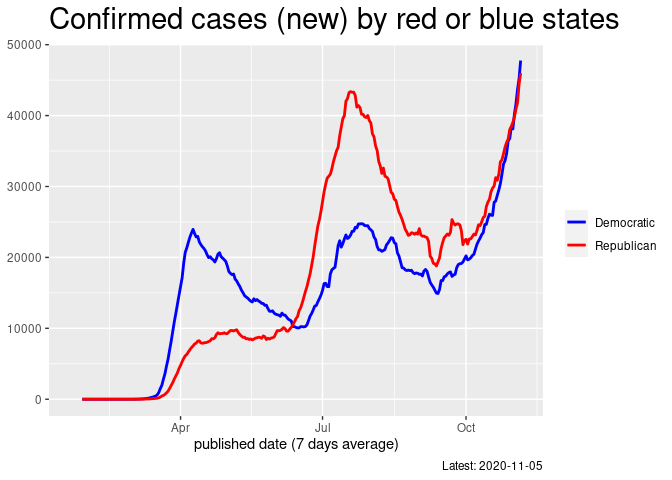 Confirmed cases (new) by red or blue states
50000
40000
30000
20000
10000
0
Apr
Jul
Oct
published date (7 days average)
Democratic
Republican
Latest: 2020-11-05